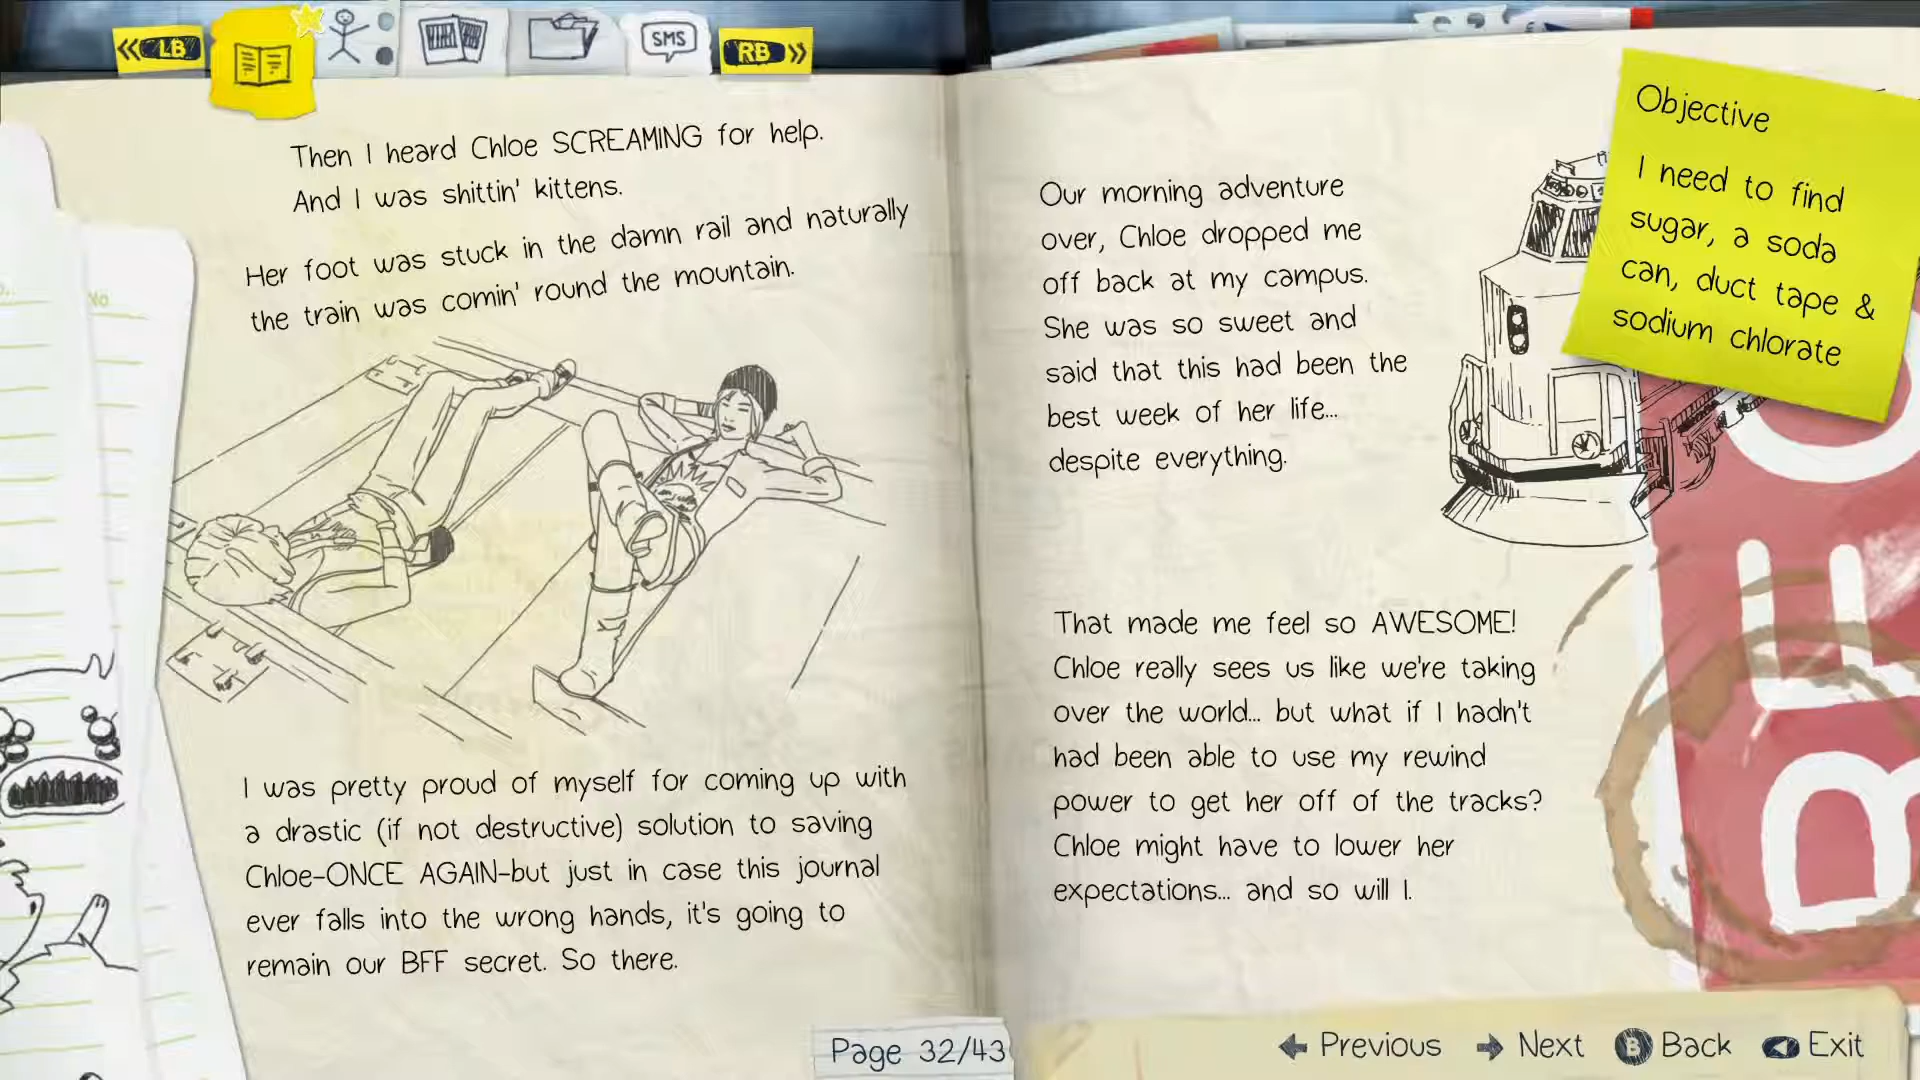 LB
SMS
RB
Then I heard Chloe SCREAMING for help.
And I was shittin' kittens.
Her foot was stuck in the damn rail and naturally
the train was comin' round the mountain.
I was pretty proud of myself for coming up with
a drastic (if not destructive) solution to saving
Chloe-ONCE AGAIN-but just in case this journal
ever falls into the wrong hands, it's going to
remain our BFF secret. So there.
Our morning adventure
over, Chloe dropped me
off back at my campus.
She was so sweet and
said that this had been the
best week of her life...
despite everything.
That made me feel so AWESOME!
Chloe really sees us like we're taking
over the world... but what if I hadn't
had been able to use my rewind
power to get her off of the tracks?
Chloe might have to lower her
expectations... and so will I.
Objective
I need to find
sugar, a soda
can, duct tape &
sodium chlorate
No
Page 32/43
Previous
Next
B Back
Exit